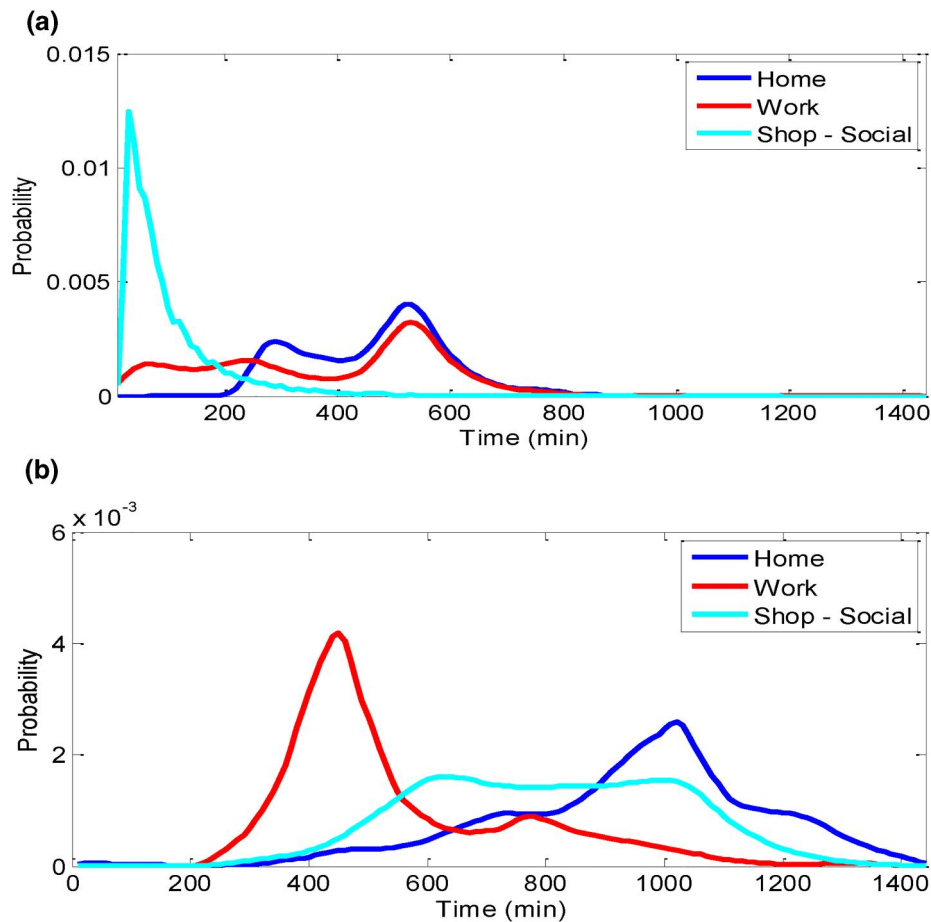 (a)
0.015
0.01
0.005
0
Probability
Home
Work
Shop - Social
200 400 600 800 1000 1200 1400
Time (min)
(b)
× 10⁻³
6
4
2
0
Probability
Home
Work
Shop - Social
0 200 400 600 800 1000 1200 1400
Time (min)